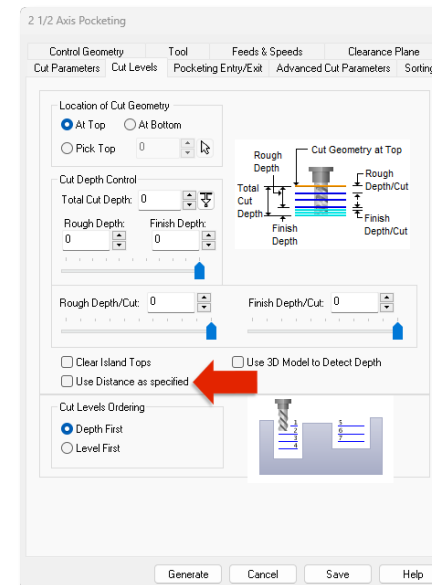 2 1/2 Axis Pocketing
Control Geometry Tool Feeds & Speeds Clearance Plane
Cut Parameters Cut Levels Pocketing Entry/Exit Advanced Cut Parameters Sorting
Location of Cut Geometry
At Top At Bottom
Pick Top 0
Cut Depth Control
Total Cut Depth: 0
Rough Depth: Finish Depth:
0 0
Cut Geometry at Top
Rough
Depth
Rough
Depth/Cut
Total
Cut
Depth
Finish
Depth
Finish
Depth/Cut
Rough Depth/Cut: 0 Finish Depth/Cut: 0
Clear Island Tops Use 3D Model to Detect Depth
Use Distance as specified
Cut Levels Ordering
Depth First
Level First
1 5
2 6
3 7
4
Generate Cancel Save Help